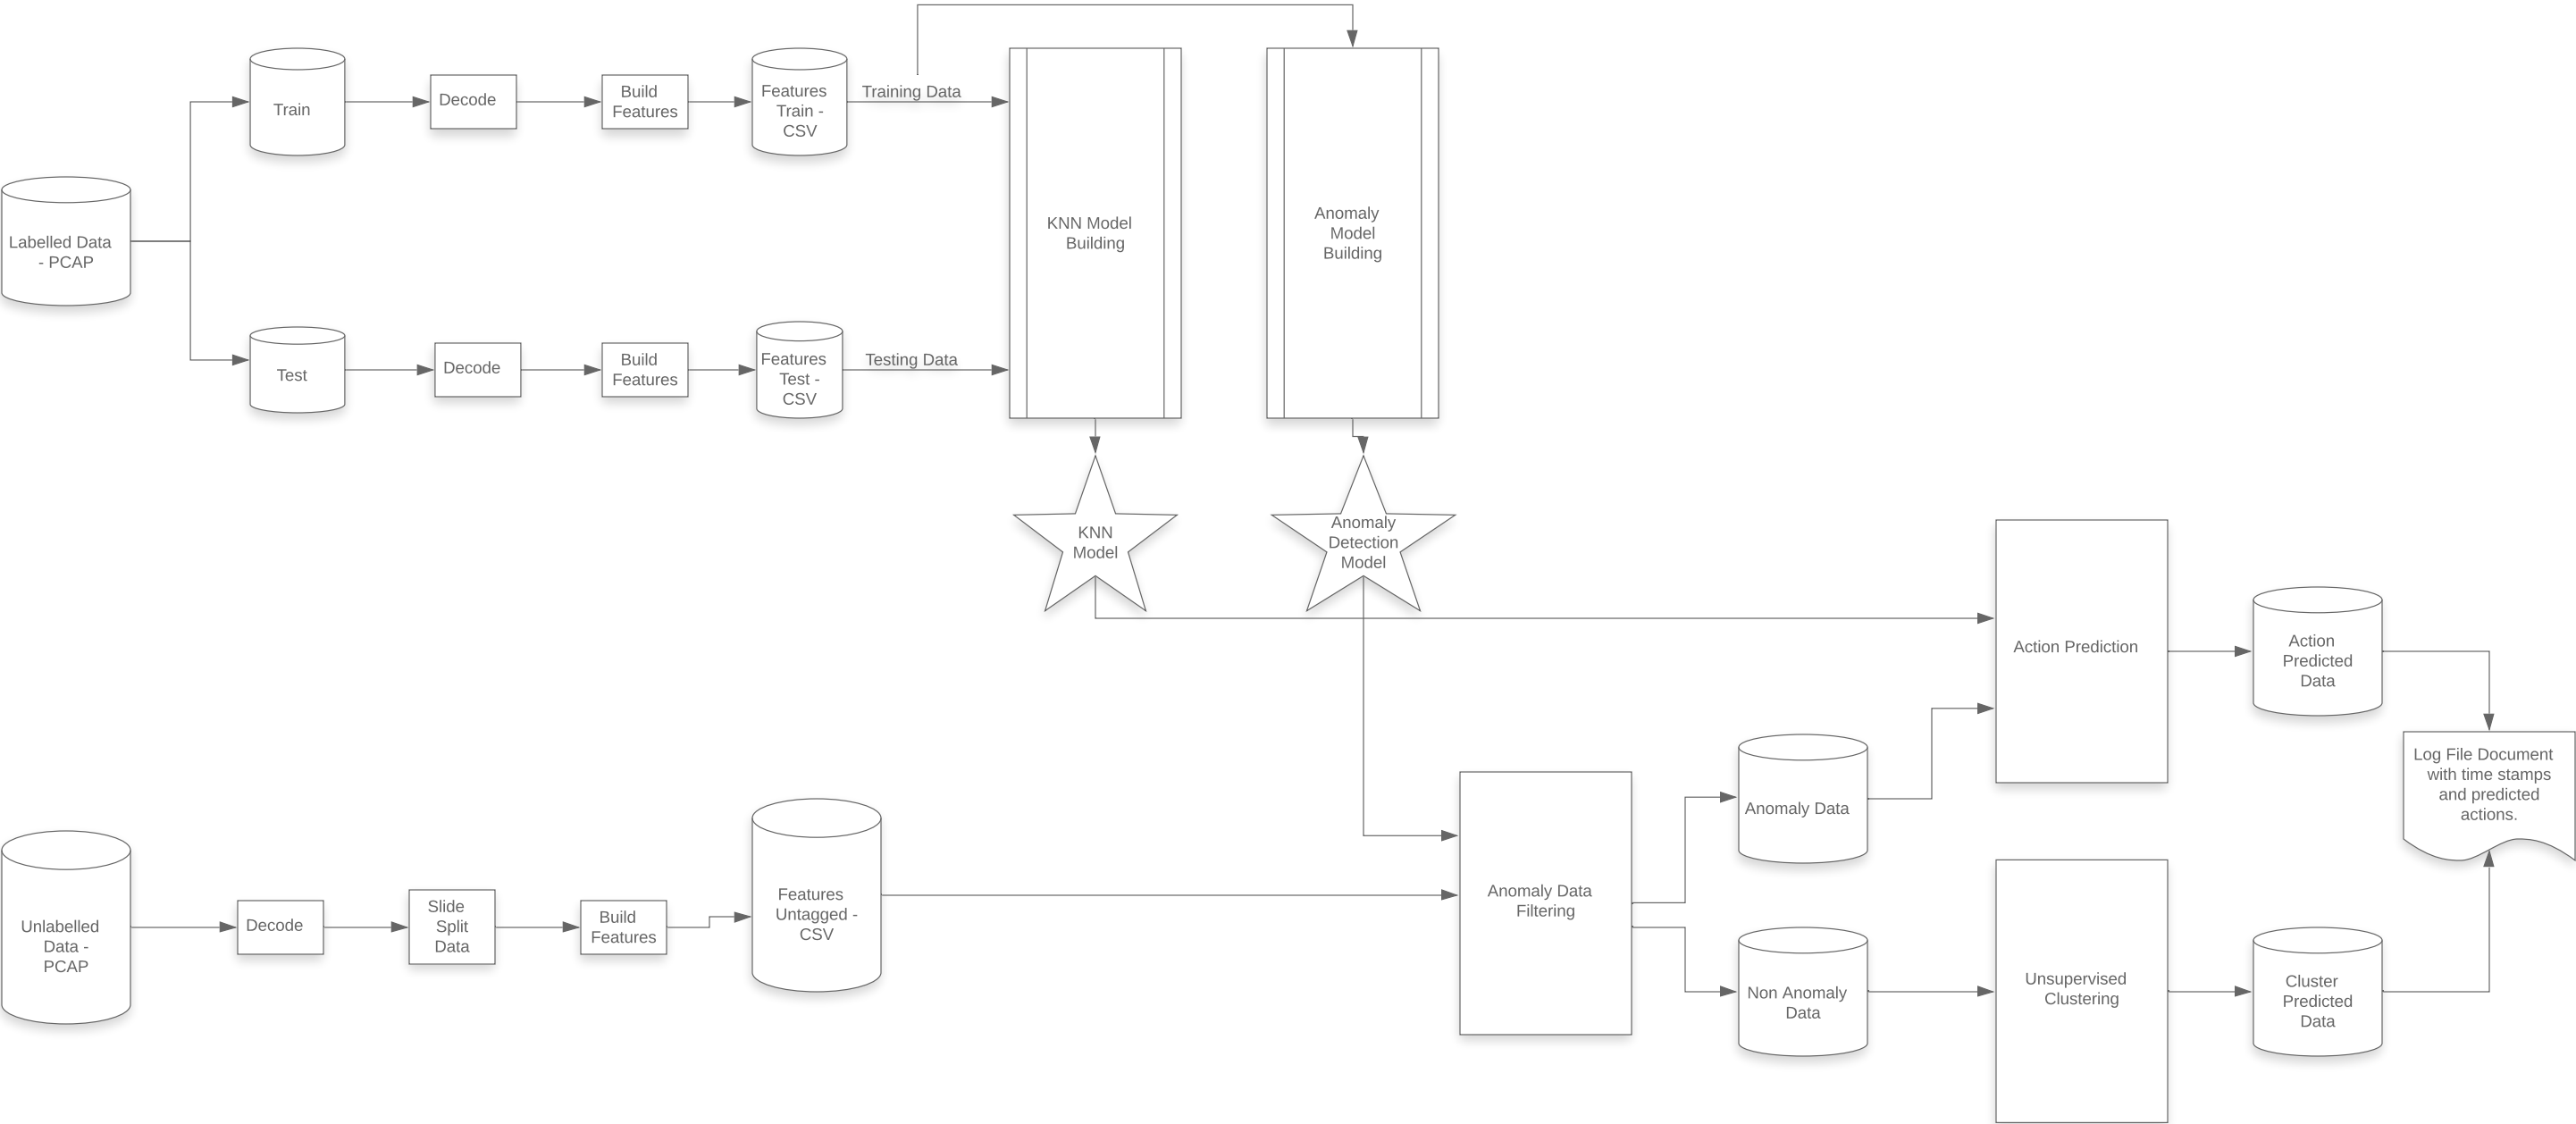 Train
Decode
Build
Features
Features
Train -
CSV
Training Data
Labelled Data
- PCAP
KNN Model
Building
Anomaly
Model
Building
Test
Decode
Build
Features
Features
Test -
CSV
Testing Data
KNN
Model
Anomaly
Detection
Model
Action Prediction
Action
Predicted
Data
Log File Document
with time stamps
and predicted
actions.
Anomaly Data
Unlabelled
Data -
PCAP
Decode
Slide
Split
Data
Build
Features
Features
Untagged -
CSV
Anomaly Data
Filtering
Non Anomaly
Data
Unsupervised
Clustering
Cluster
Predicted
Data